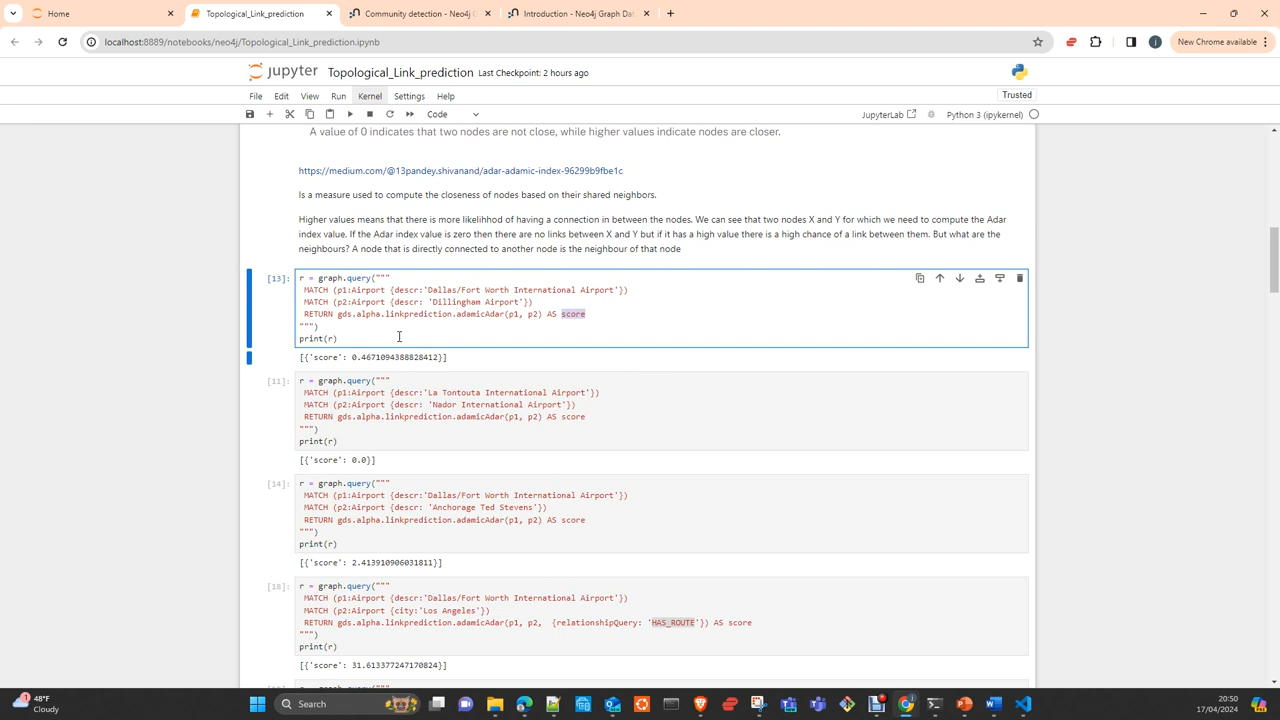 Home
Topological_Link_prediction
Community detection - Neo4j G
Introduction - Neo4j Graph Dat
localhost:8889/notebooks/neo4j/Topological_Link_prediction.ipynb
New Chrome available
jupyter Topological_Link_prediction Last Checkpoint: 2 hours ago
File Edit View Run Kernel Settings Help
Trusted
Code
JupyterLab
Python 3 (ipykernel)
A value of 0 indicates that two nodes are not close, while higher values indicate nodes are closer.
https://medium.com/@13pandey.shivanand/adar-adamic-index-96299b9fbe1c
Is a measure used to compute the closeness of nodes based on their shared neighbors.
Higher values means that there is more likelihhod of having a connection in between the nodes. We can see that two nodes X and Y for which we need to compute the Adar
index value. If the Adar index value is zero then there are no links between X and Y but if it has a high value there is a high chance of a link between them. But what are the
neighbours? A node that is directly connected to another node is the neighbour of that node
[13]: r = graph.query("""
MATCH (p1:Airport {descr:'Dallas/Fort Worth International Airport'})
MATCH (p2:Airport {descr: 'Dillingham Airport'})
RETURN gds.alpha.linkprediction.adamicAdar(p1, p2) AS score
""")
print(r)
[{'score': 0.4671094388828412}]
[11]: r = graph.query("""
MATCH (p1:Airport {descr:'La Tontouta International Airport'})
MATCH (p2:Airport {descr: 'Nador International Airport'})
RETURN gds.alpha.linkprediction.adamicAdar(p1, p2) AS score
""")
print(r)
[{'score': 0.0}]
[14]: r = graph.query("""
MATCH (p1:Airport {descr:'Dallas/Fort Worth International Airport'})
MATCH (p2:Airport {descr: 'Anchorage Ted Stevens'})
RETURN gds.alpha.linkprediction.adamicAdar(p1, p2) AS score
""")
print(r)
[{'score': 2.413910906031811}]
[18]: r = graph.query("""
MATCH (p1:Airport {descr:'Dallas/Fort Worth International Airport'})
MATCH (p2:Airport {city:'Los Angeles'})
RETURN gds.alpha.linkprediction.adamicAdar(p1, p2, {relationshipQuery: 'HAS_ROUTE'}) AS score
""")
print(r)
[{'score': 31.613377247170824}]
1
48°F
Cloudy
Search
20:50
17/04/2024